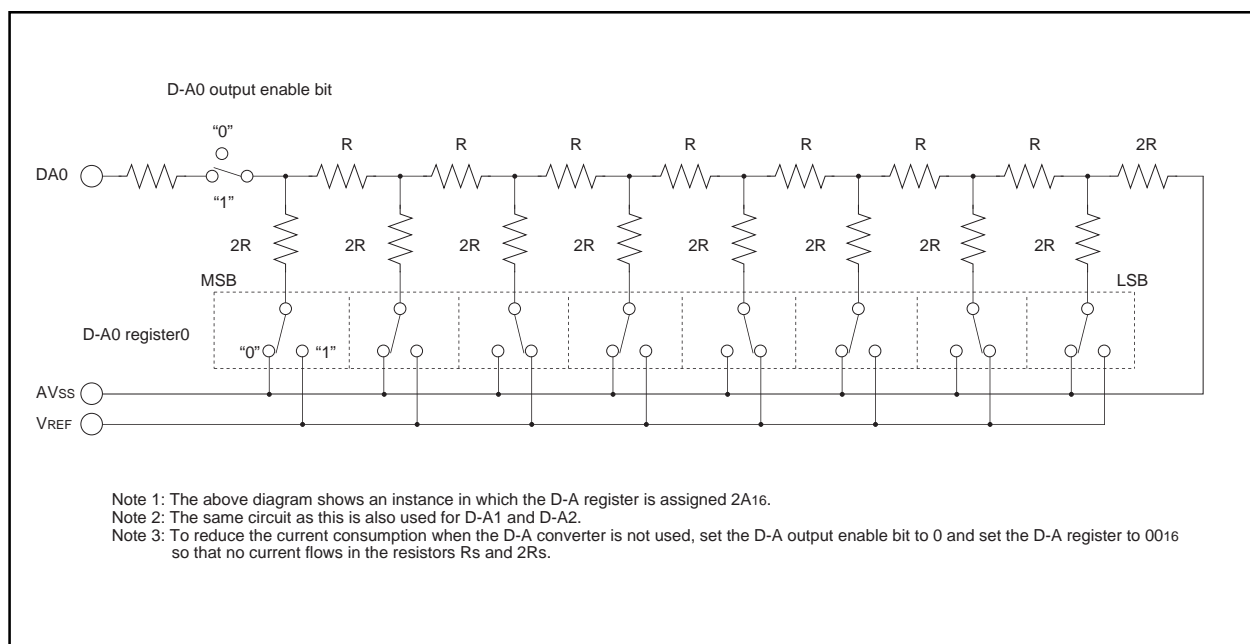 D-A0 output enable bit
“0”
R R R R R R R 2R
DA0
“1”
2R 2R 2R 2R 2R 2R 2R 2R
MSB LSB
D-A0 register0
“0” “1”
AVSS
VREF
Note 1: The above diagram shows an instance in which the D-A register is assigned 2A16.
Note 2: The same circuit as this is also used for D-A1 and D-A2.
Note 3: To reduce the current consumption when the D-A converter is not used, set the D-A output enable bit to 0 and set the D-A register to 0016
so that no current flows in the resistors Rs and 2Rs.